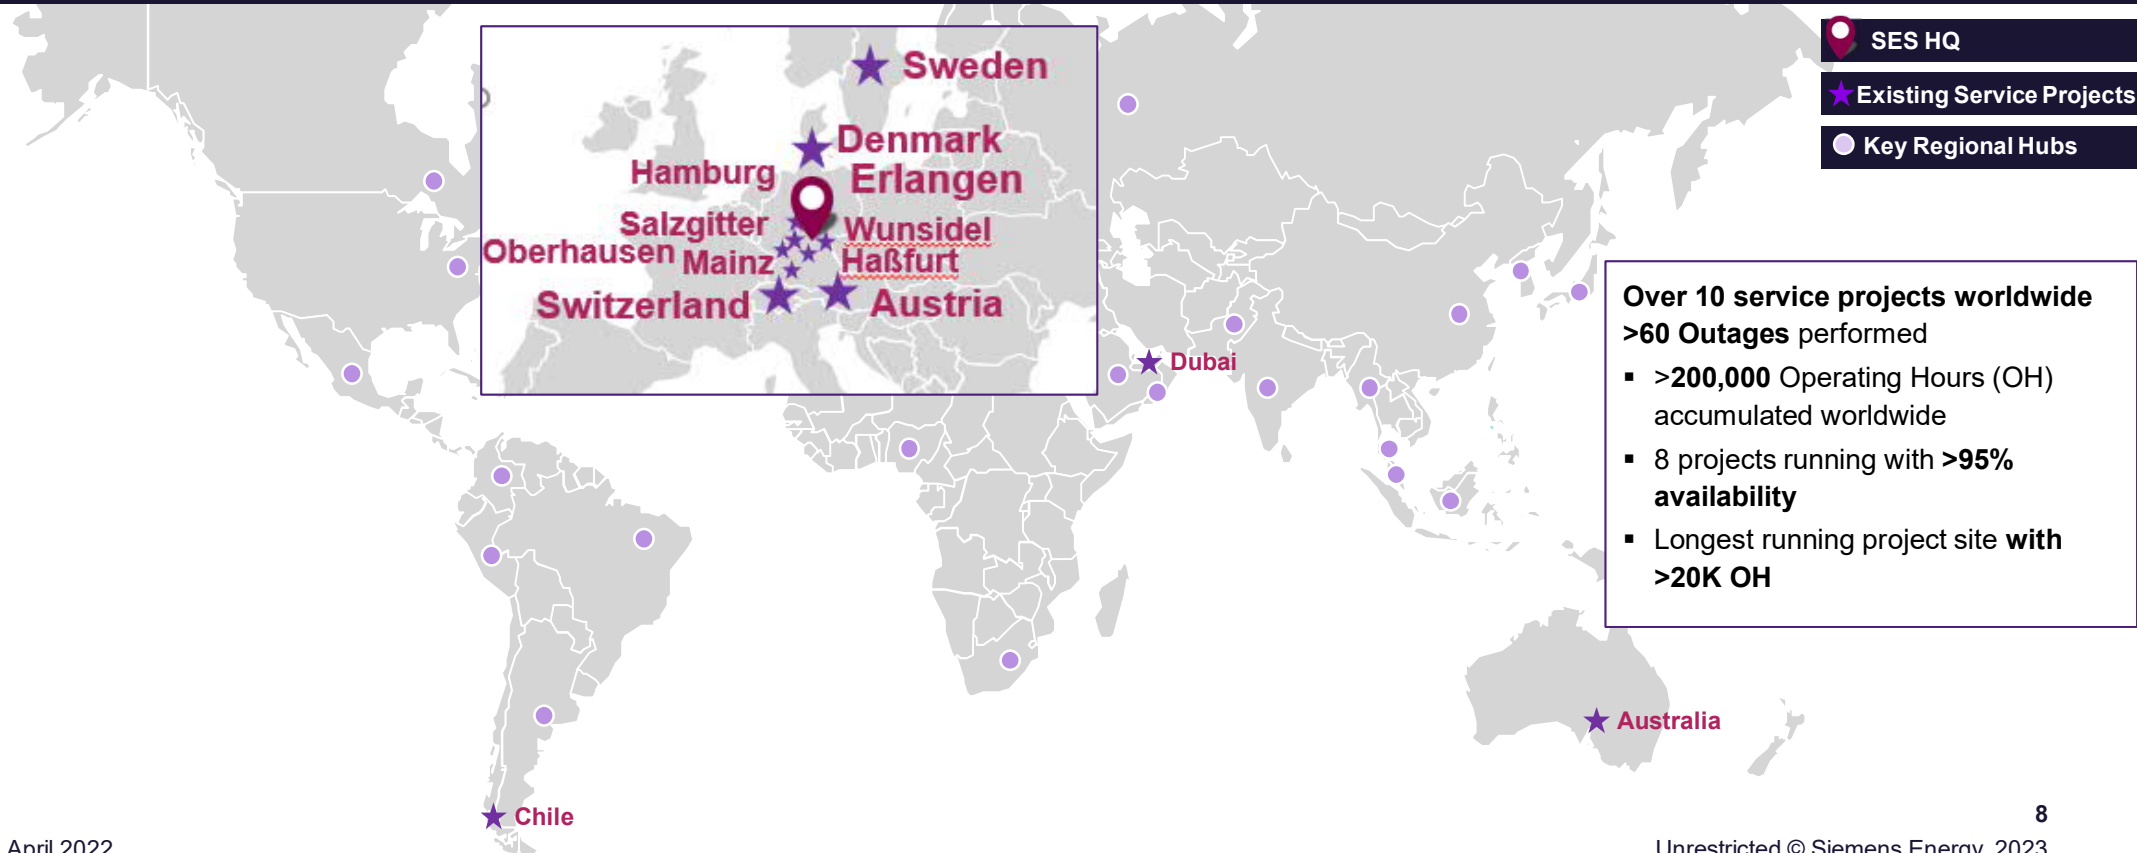 SES HQ
Existing Service Projects
Key Regional Hubs
Sweden
Denmark
Hamburg
Erlangen
Salzgitter
Wunsidel
Oberhausen
Mainz
Haßfurt
Switzerland
Austria
Dubai
Over 10 service projects worldwide
>60 Outages performed
▪ >200,000 Operating Hours (OH)
accumulated worldwide
▪ 8 projects running with >95%
availability
▪ Longest running project site with
>20K OH
Australia
Chile
8
April 2022
Unrestricted © Siemens Energy, 2023